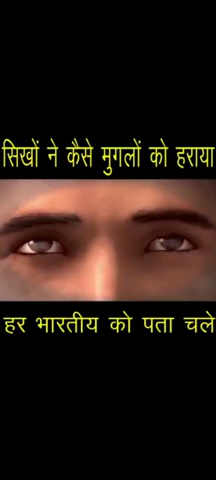 सिखों ने कैसे मुगलों को हराया
हर भारतीय को पता चले